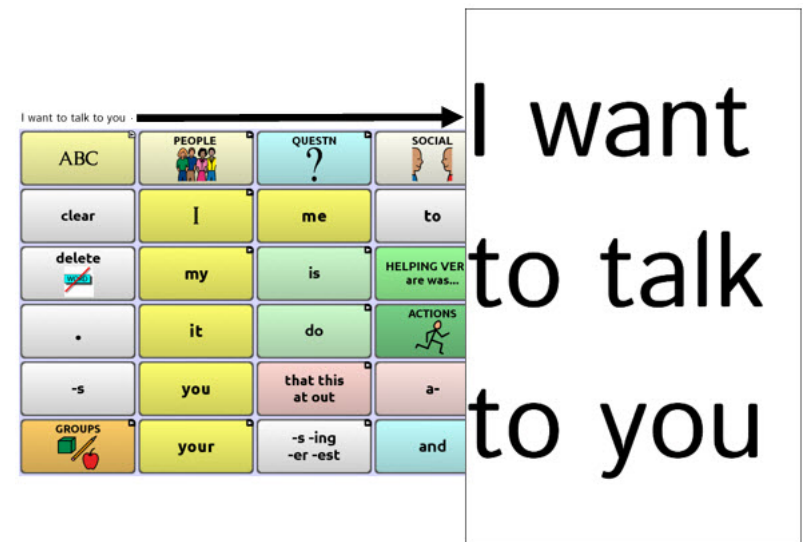 I want to talk to you
I want
to talk
to you
ABC PEOPLE QUESTN ? SOCIAL
clear I me to
delete
WORD
my is HELPING VER
are was...
. it do ACTIONS
-s you that this
at out
a-
GROUPS your -s -ing
-er -est
and